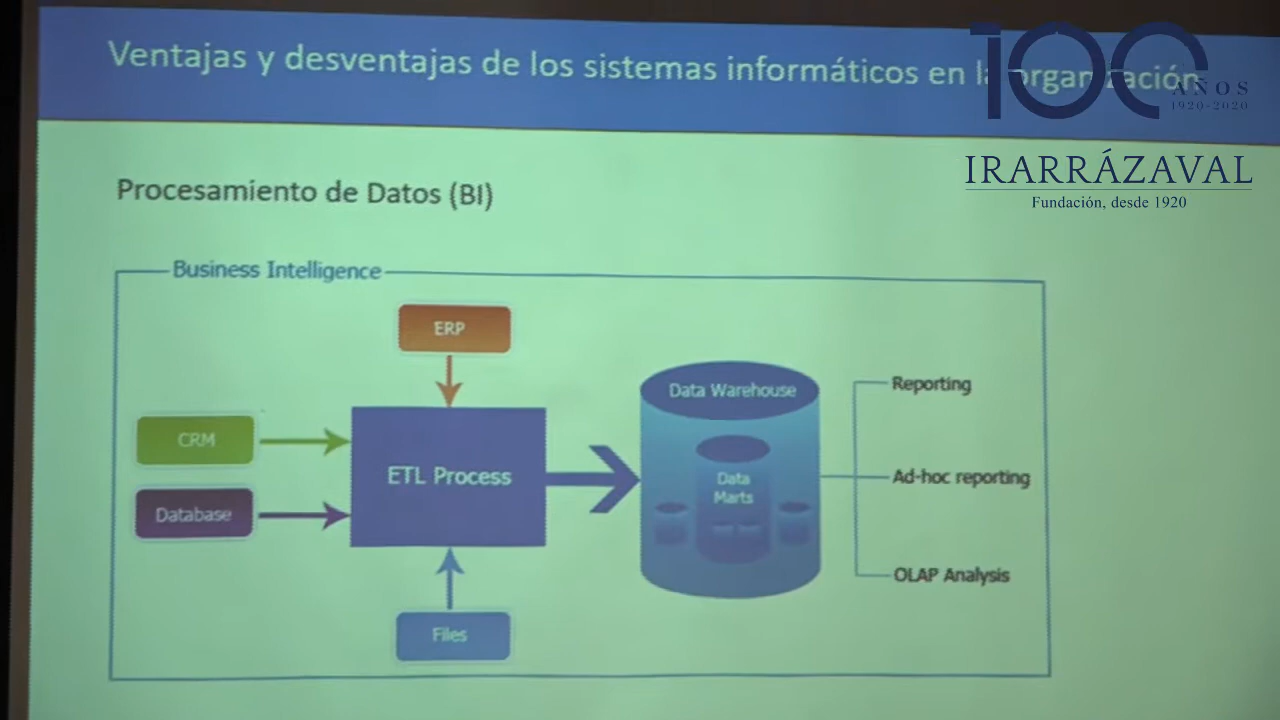 Ventajas y desventajas de los sistemas informáticos en la organización
100
AÑOS
1920-2020
IRARRÁZAVAL
Fundación, desde 1920
Procesamiento de Datos (BI)
Business Intelligence
ERP
CRM
Database
ETL Process
Files
Data Warehouse
Data
Marts
Reporting
Ad-hoc reporting
OLAP Analysis